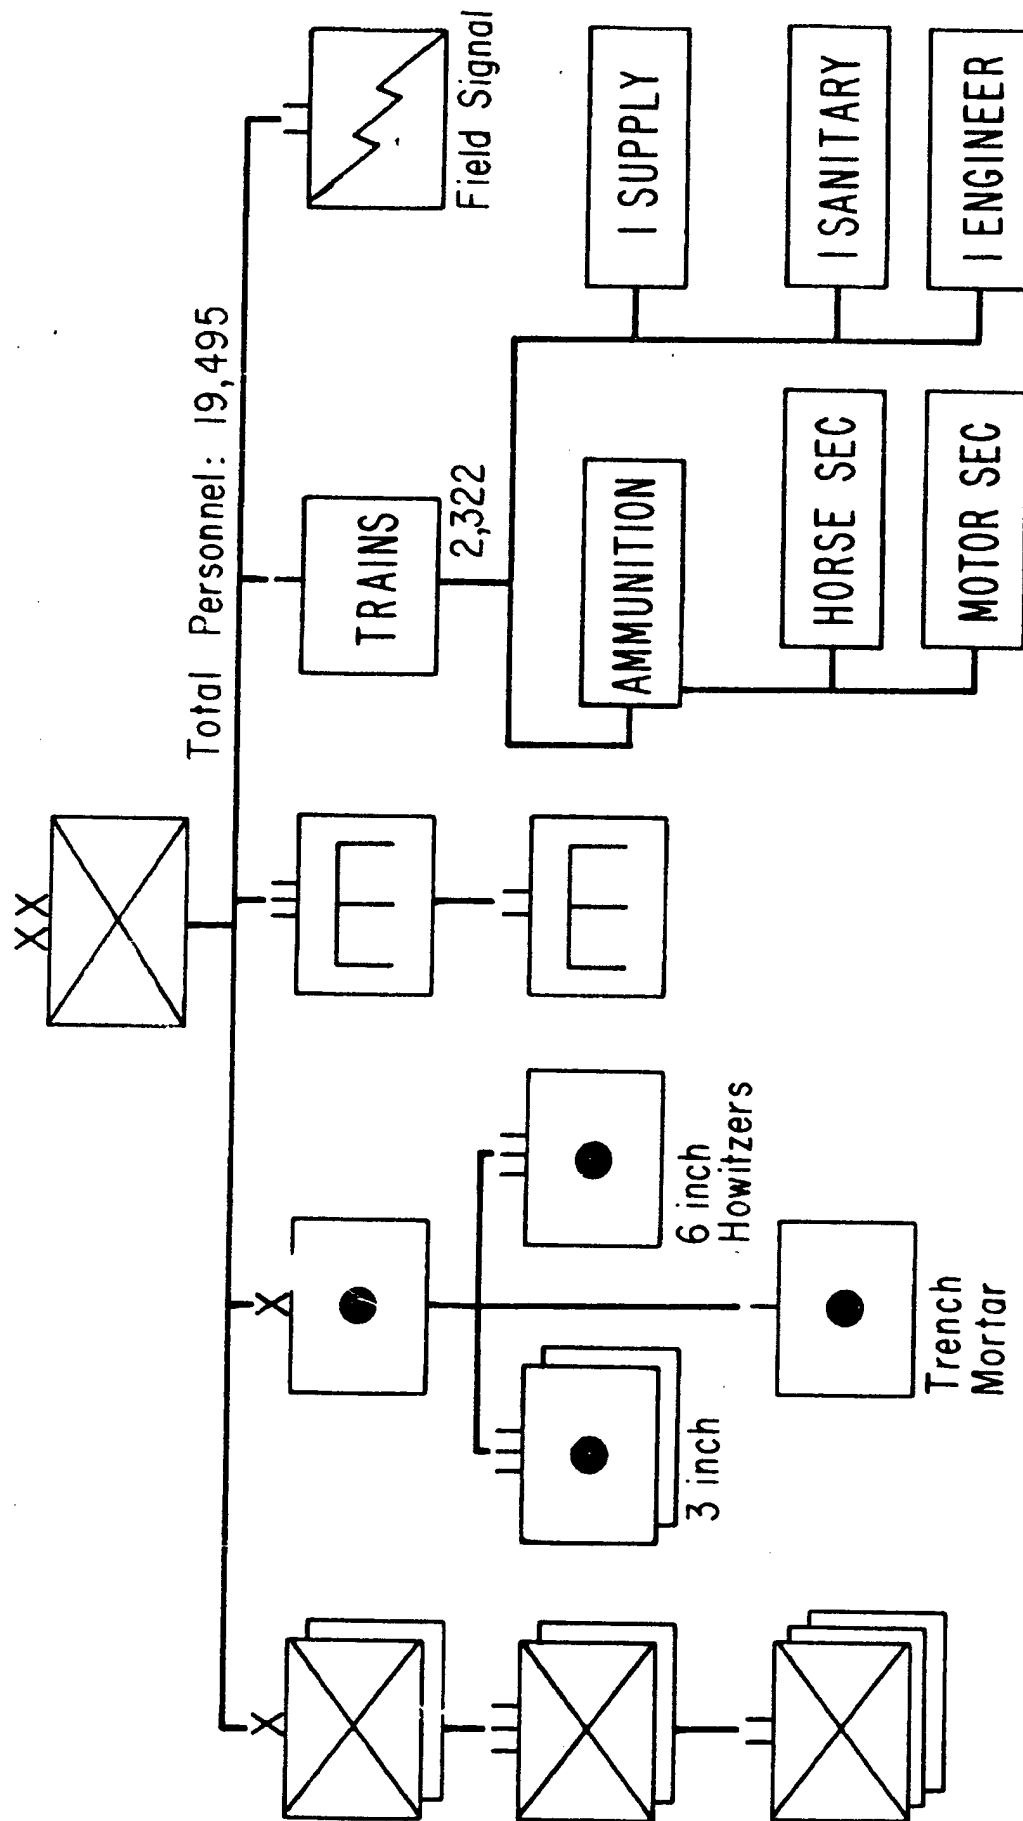 XX
Total Personnel: 19,495
X
X
TRAINS
Field Signal
2,322
3 inch
6 inch
Howitzers
AMMUNITION
I SUPPLY
Trench
Mortar
HORSE SEC
I SANITARY
MOTOR SEC
I ENGINEER